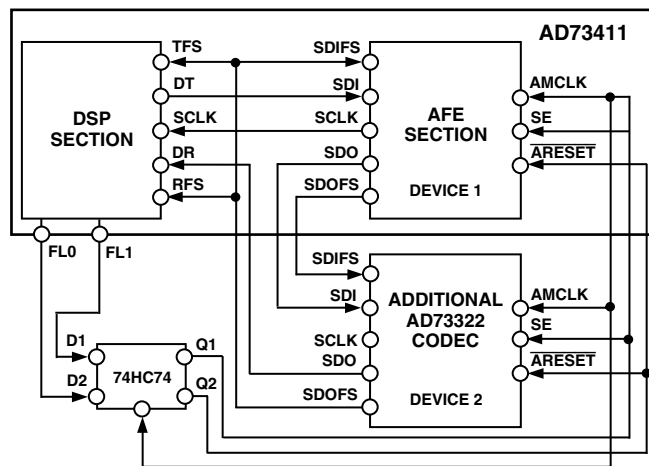 AD73411
TFS
DT
SCLK
DR
RFS
DSP
SECTION
FL0
FL1
SDIFS
SDI
SCLK
SDO
SDOFS
AFE
SECTION
DEVICE 1
AMCLK
SE
ARESET
SDIFS
SDI
SCLK
SDO
SDOFS
ADDITIONAL
AD73322
CODEC
DEVICE 2
AMCLK
SE
ARESET
D1
D2
74HC74
Q1
Q2